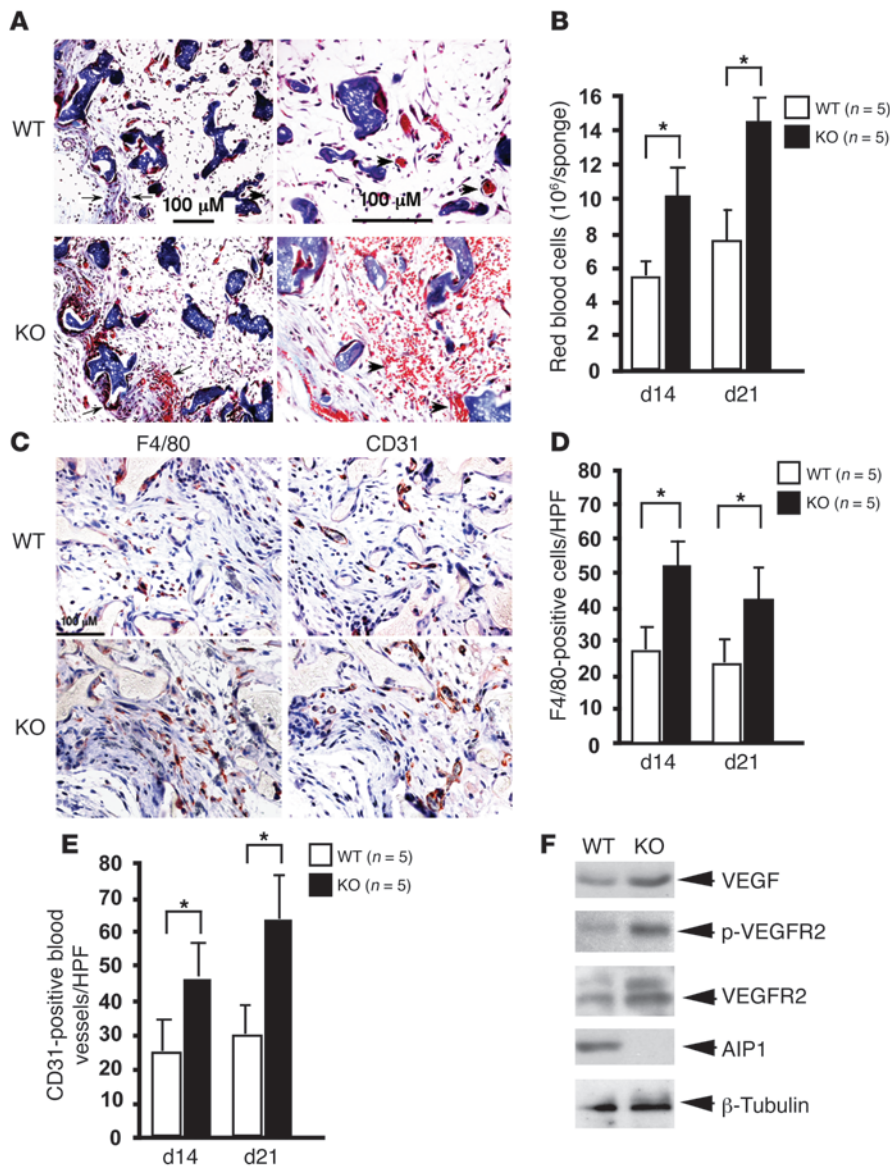 A
WT
100 μM
100 μM
KO
B
Red blood cells (10⁶/sponge)
16
14
12
10
8
6
4
2
0
*
*
d14
d21
WT (n = 5)
KO (n = 5)
C
F4/80
CD31
WT
100 μM
KO
D
F4/80-positive cells/HPF
80
70
60
50
40
30
20
10
0
*
*
d14
d21
WT (n = 5)
KO (n = 5)
E
CD31-positive blood
vessels/HPF
80
70
60
50
40
30
20
10
0
*
*
d14
d21
WT (n = 5)
KO (n = 5)
F
WT KO
VEGF
p-VEGFR2
VEGFR2
AIP1
β-Tubulin